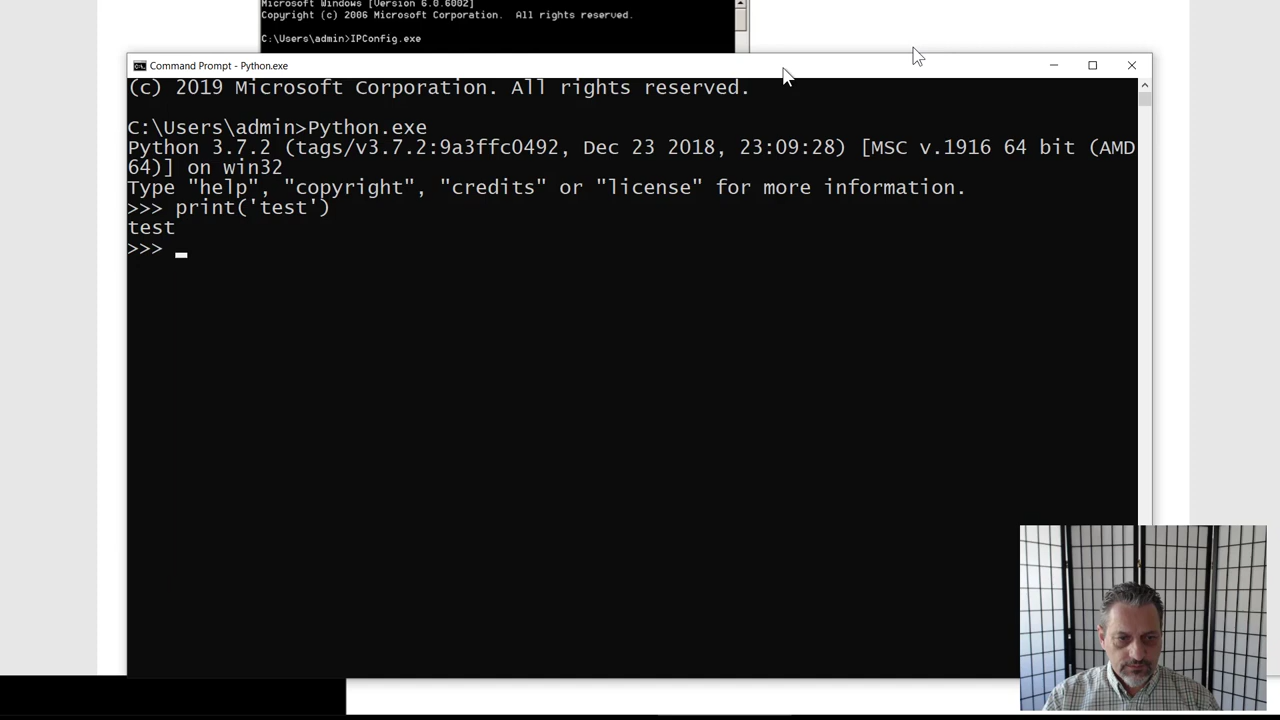 Microsoft Windows [Version 6.0.6002]
Copyright (c) 2006 Microsoft Corporation.  All rights reserved.
C:\Users\admin>IPConfig.exe
Command Prompt - Python.exe
(c) 2019 Microsoft Corporation. All rights reserved.
C:\Users\admin>Python.exe
Python 3.7.2 (tags/v3.7.2:9a3ffc0492, Dec 23 2018, 23:09:28) [MSC v.1916 64 bit (AMD
64)] on win32
Type "help", "copyright", "credits" or "license" for more information.
>>> print('test')
test
>>>